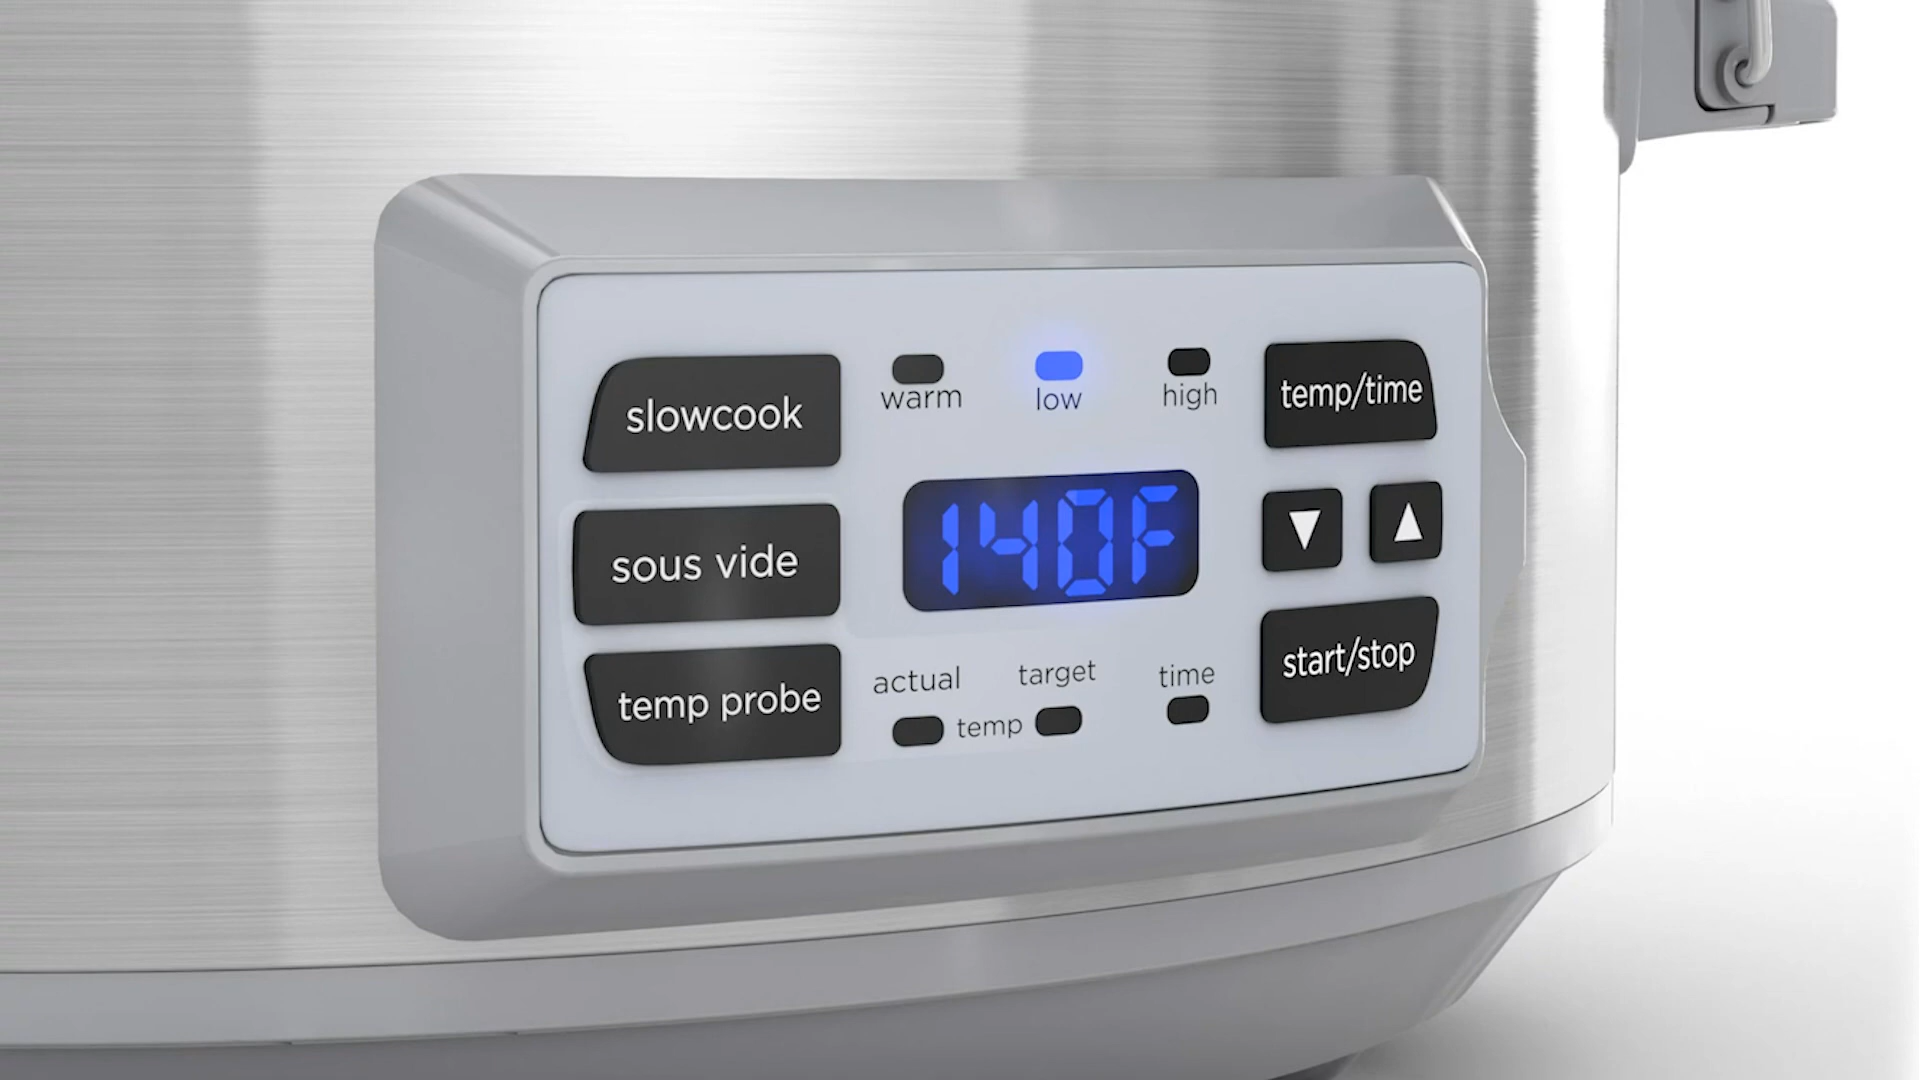 slowcook
sous vide
temp probe
warm
low
high
140F
actual
target
time
temp
temp/time
▼
▲
start/stop